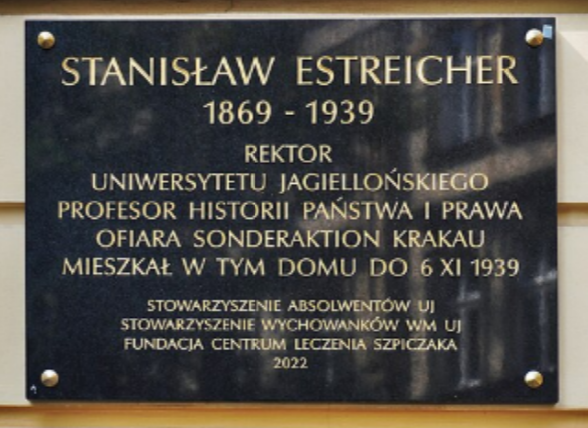 STANISŁAW ESTREICHER
1869 - 1939
REKTOR
UNIWERSYTETU JAGIELLOŃSKIEGO
PROFESOR HISTORII PAŃSTWA I PRAWA
OFIARA SONDERAKTION KRAKAU
MIESZKAŁ W TYM DOMU DO 6 XI 1939
STOWARZYSZENIE ABSOLWENTÓW UJ
STOWARZYSZENIE WYCHOWANKÓW WM UJ
FUNDACJA CENTRUM LECZENIA SZPICZAKA
2022